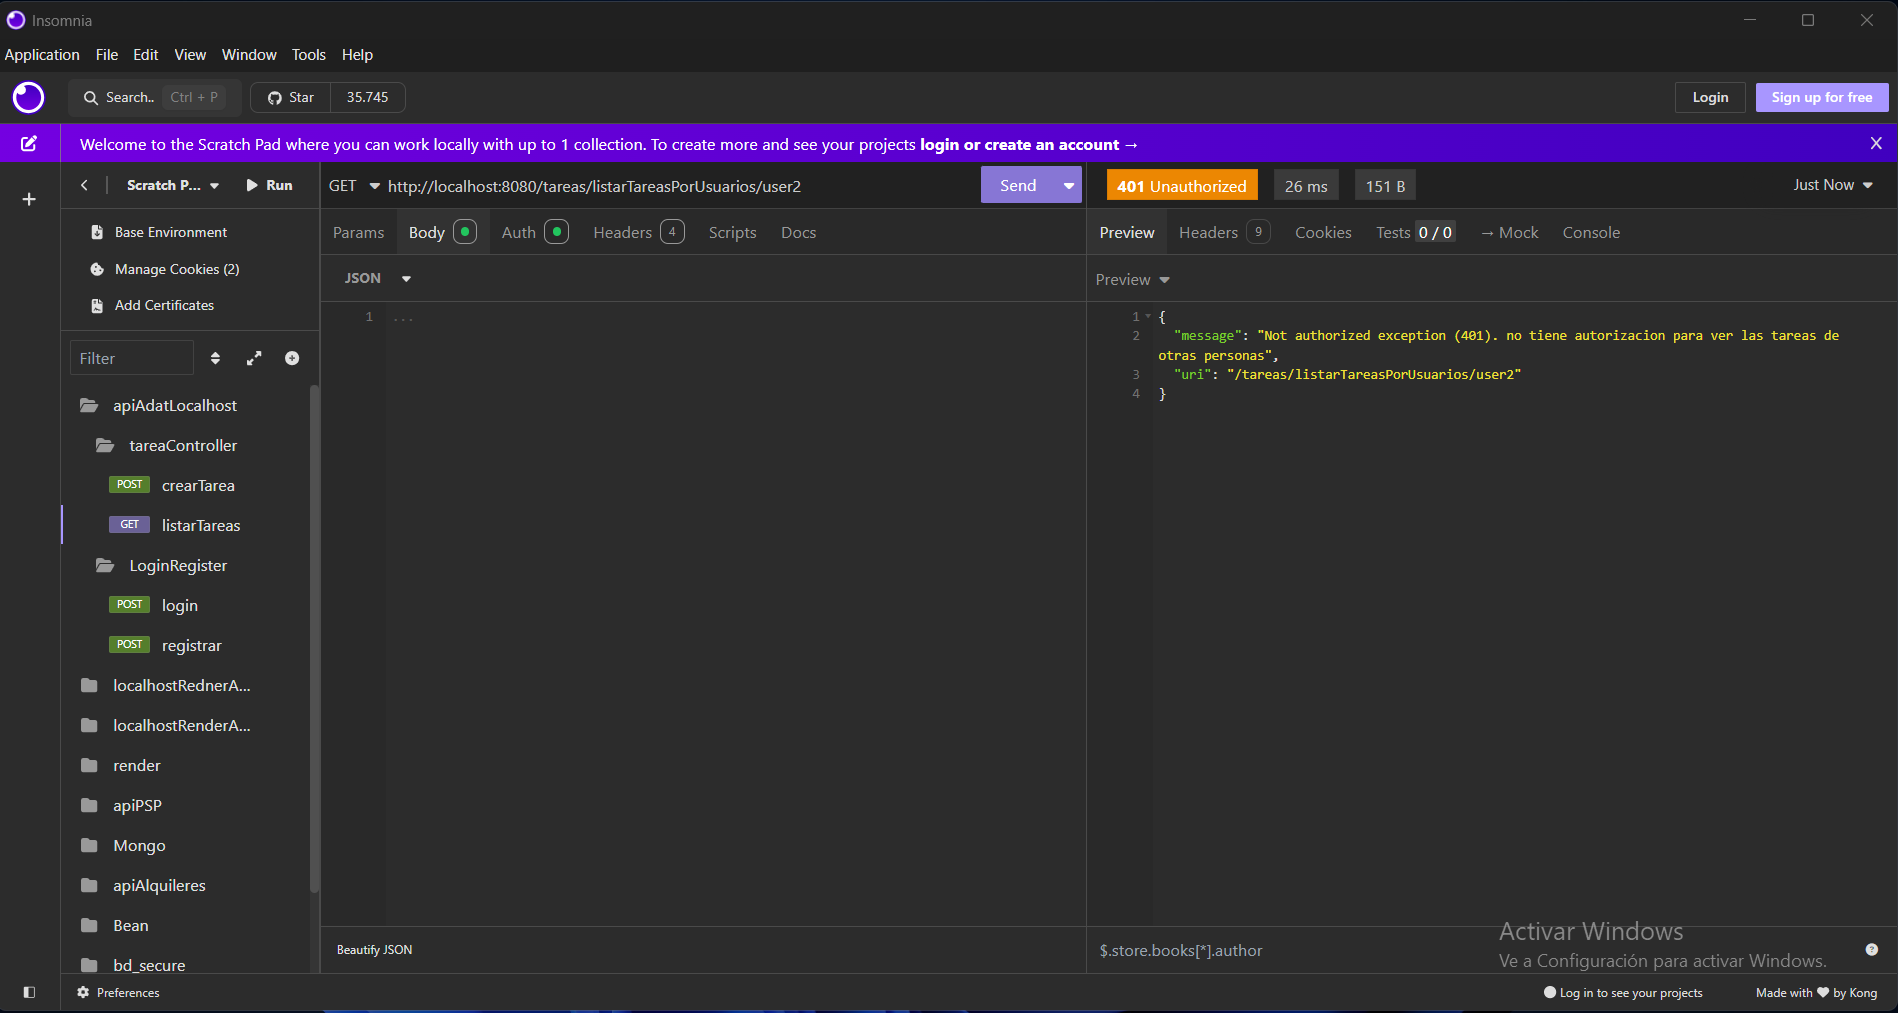 Insomnia
Application File Edit View Window Tools Help
Search.. Ctrl + P Star 35.745 Login Sign up for free
Welcome to the Scratch Pad where you can work locally with up to 1 collection. To create more and see your projects login or create an account → X
Scratch P... Run GET http://localhost:8080/tareas/listarTareasPorUsuarios/user2 Send 401 Unauthorized 26 ms 151 B Just Now
Base Environment
Manage Cookies (2)
Add Certificates
Filter
apiAdatLocalhost
tareaController
POST crearTarea
GET listarTareas
LoginRegister
POST login
POST registrar
localhostRednerA...
localhostRenderA...
render
apiPSP
Mongo
apiAlquileres
Bean
bd_secure
Params Body Auth Headers 4 Scripts Docs
JSON
1 ...
Beautify JSON
Preview Headers 9 Cookies Tests 0 / 0 → Mock Console
Preview
1 {
2 "message": "Not authorized exception (401). no tiene autorizacion para ver las tareas de
otras personas",
3 "uri": "/tareas/listarTareasPorUsuarios/user2"
4 }
$.store.books[*].author
Activar Windows
Ve a Configuración para activar Windows.
Preferences Log in to see your projects Made with ♥ by Kong